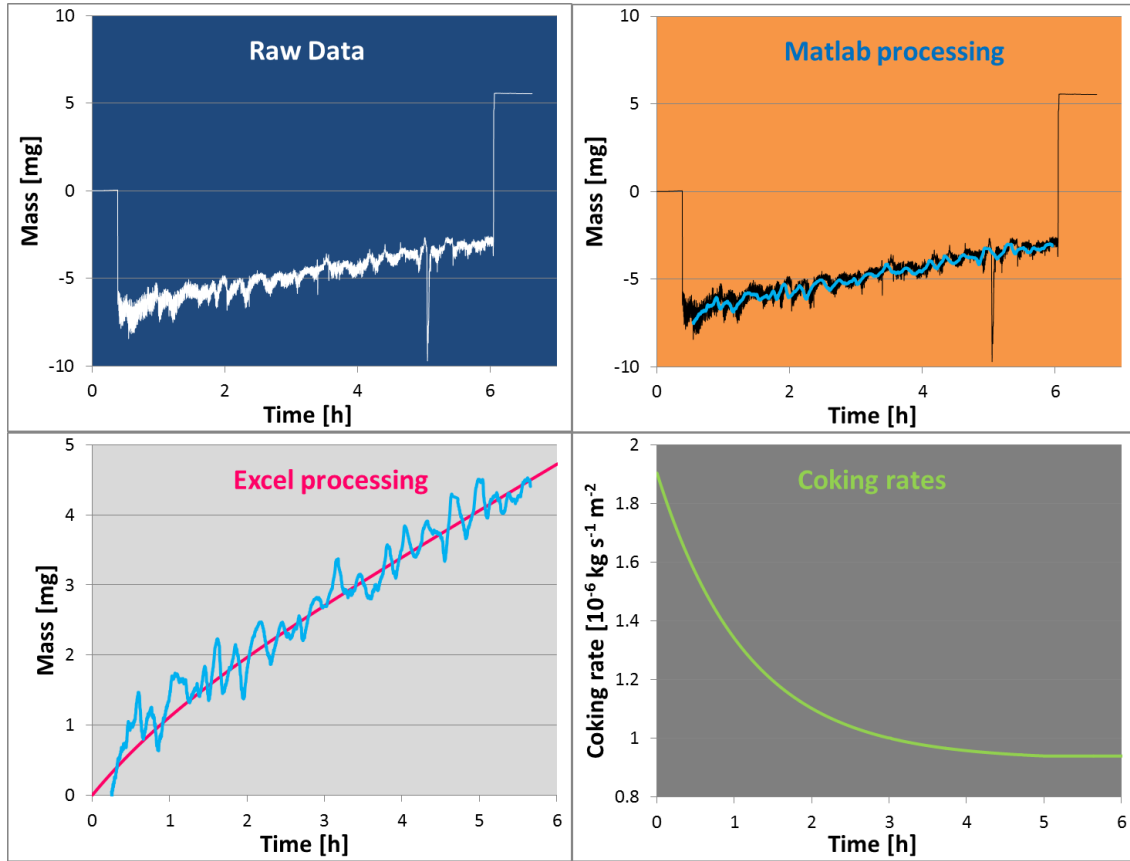 Raw Data
Mass [mg]
10
5
0
-5
-10
0 2 4 6
Time [h]
Matlab processing
Mass [mg]
10
5
0
-5
-10
0 2 4 6
Time [h]
Excel processing
Mass [mg]
5
4
3
2
1
0
0 1 2 3 4 5 6
Time [h]
Coking rates
Coking rate [10⁻⁶ kg s⁻¹ m⁻²]
2
1.8
1.6
1.4
1.2
1
0.8
0 1 2 3 4 5 6
Time [h]